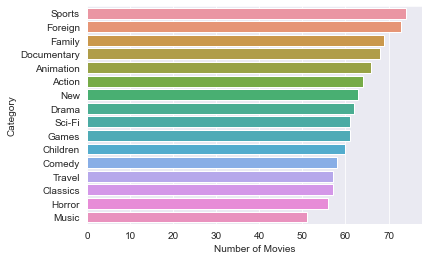 Sports
Foreign
Family
Documentary
Animation
Action
New
Drama
Sci-Fi
Games
Children
Comedy
Travel
Classics
Horror
Music
Category
0 10 20 30 40 50 60 70
Number of Movies